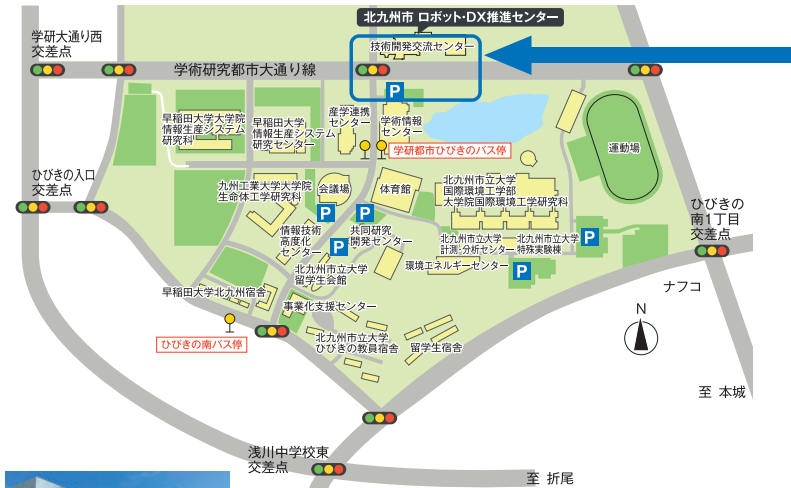 北九州市 ロボット・DX推進センター
技術開発交流センター
学研大通り西
交差点
学術研究都市大通り線
P
早稲田大学大学院
情報生産システム
研究科
早稲田大学
情報生産システム
研究センター
産学連携
センター
学術情報
センター
学研都市ひびきのバス停
運動場
ひびきの入口
交差点
九州工業大学大学院
生命体工学研究科
会議場
体育館
北九州市立大学
国際環境工学部
大学院国際環境工学研究科
ひびきの
南1丁目
交差点
P
P
P
情報技術
高度化
センター
共同研究
開発センター
北九州市立大学
計測・分析センター
北九州市立大学
特殊実験棟
P
環境エネルギーセンター
P
北九州市立大学
留学生会館
早稲田大学北九州宿舎
事業化支援センター
ナフコ
N
ひびきの南バス停
北九州市立大学
ひびきの教員宿舎
留学生宿舎
至 本城
浅川中学校東
交差点
至 折尾